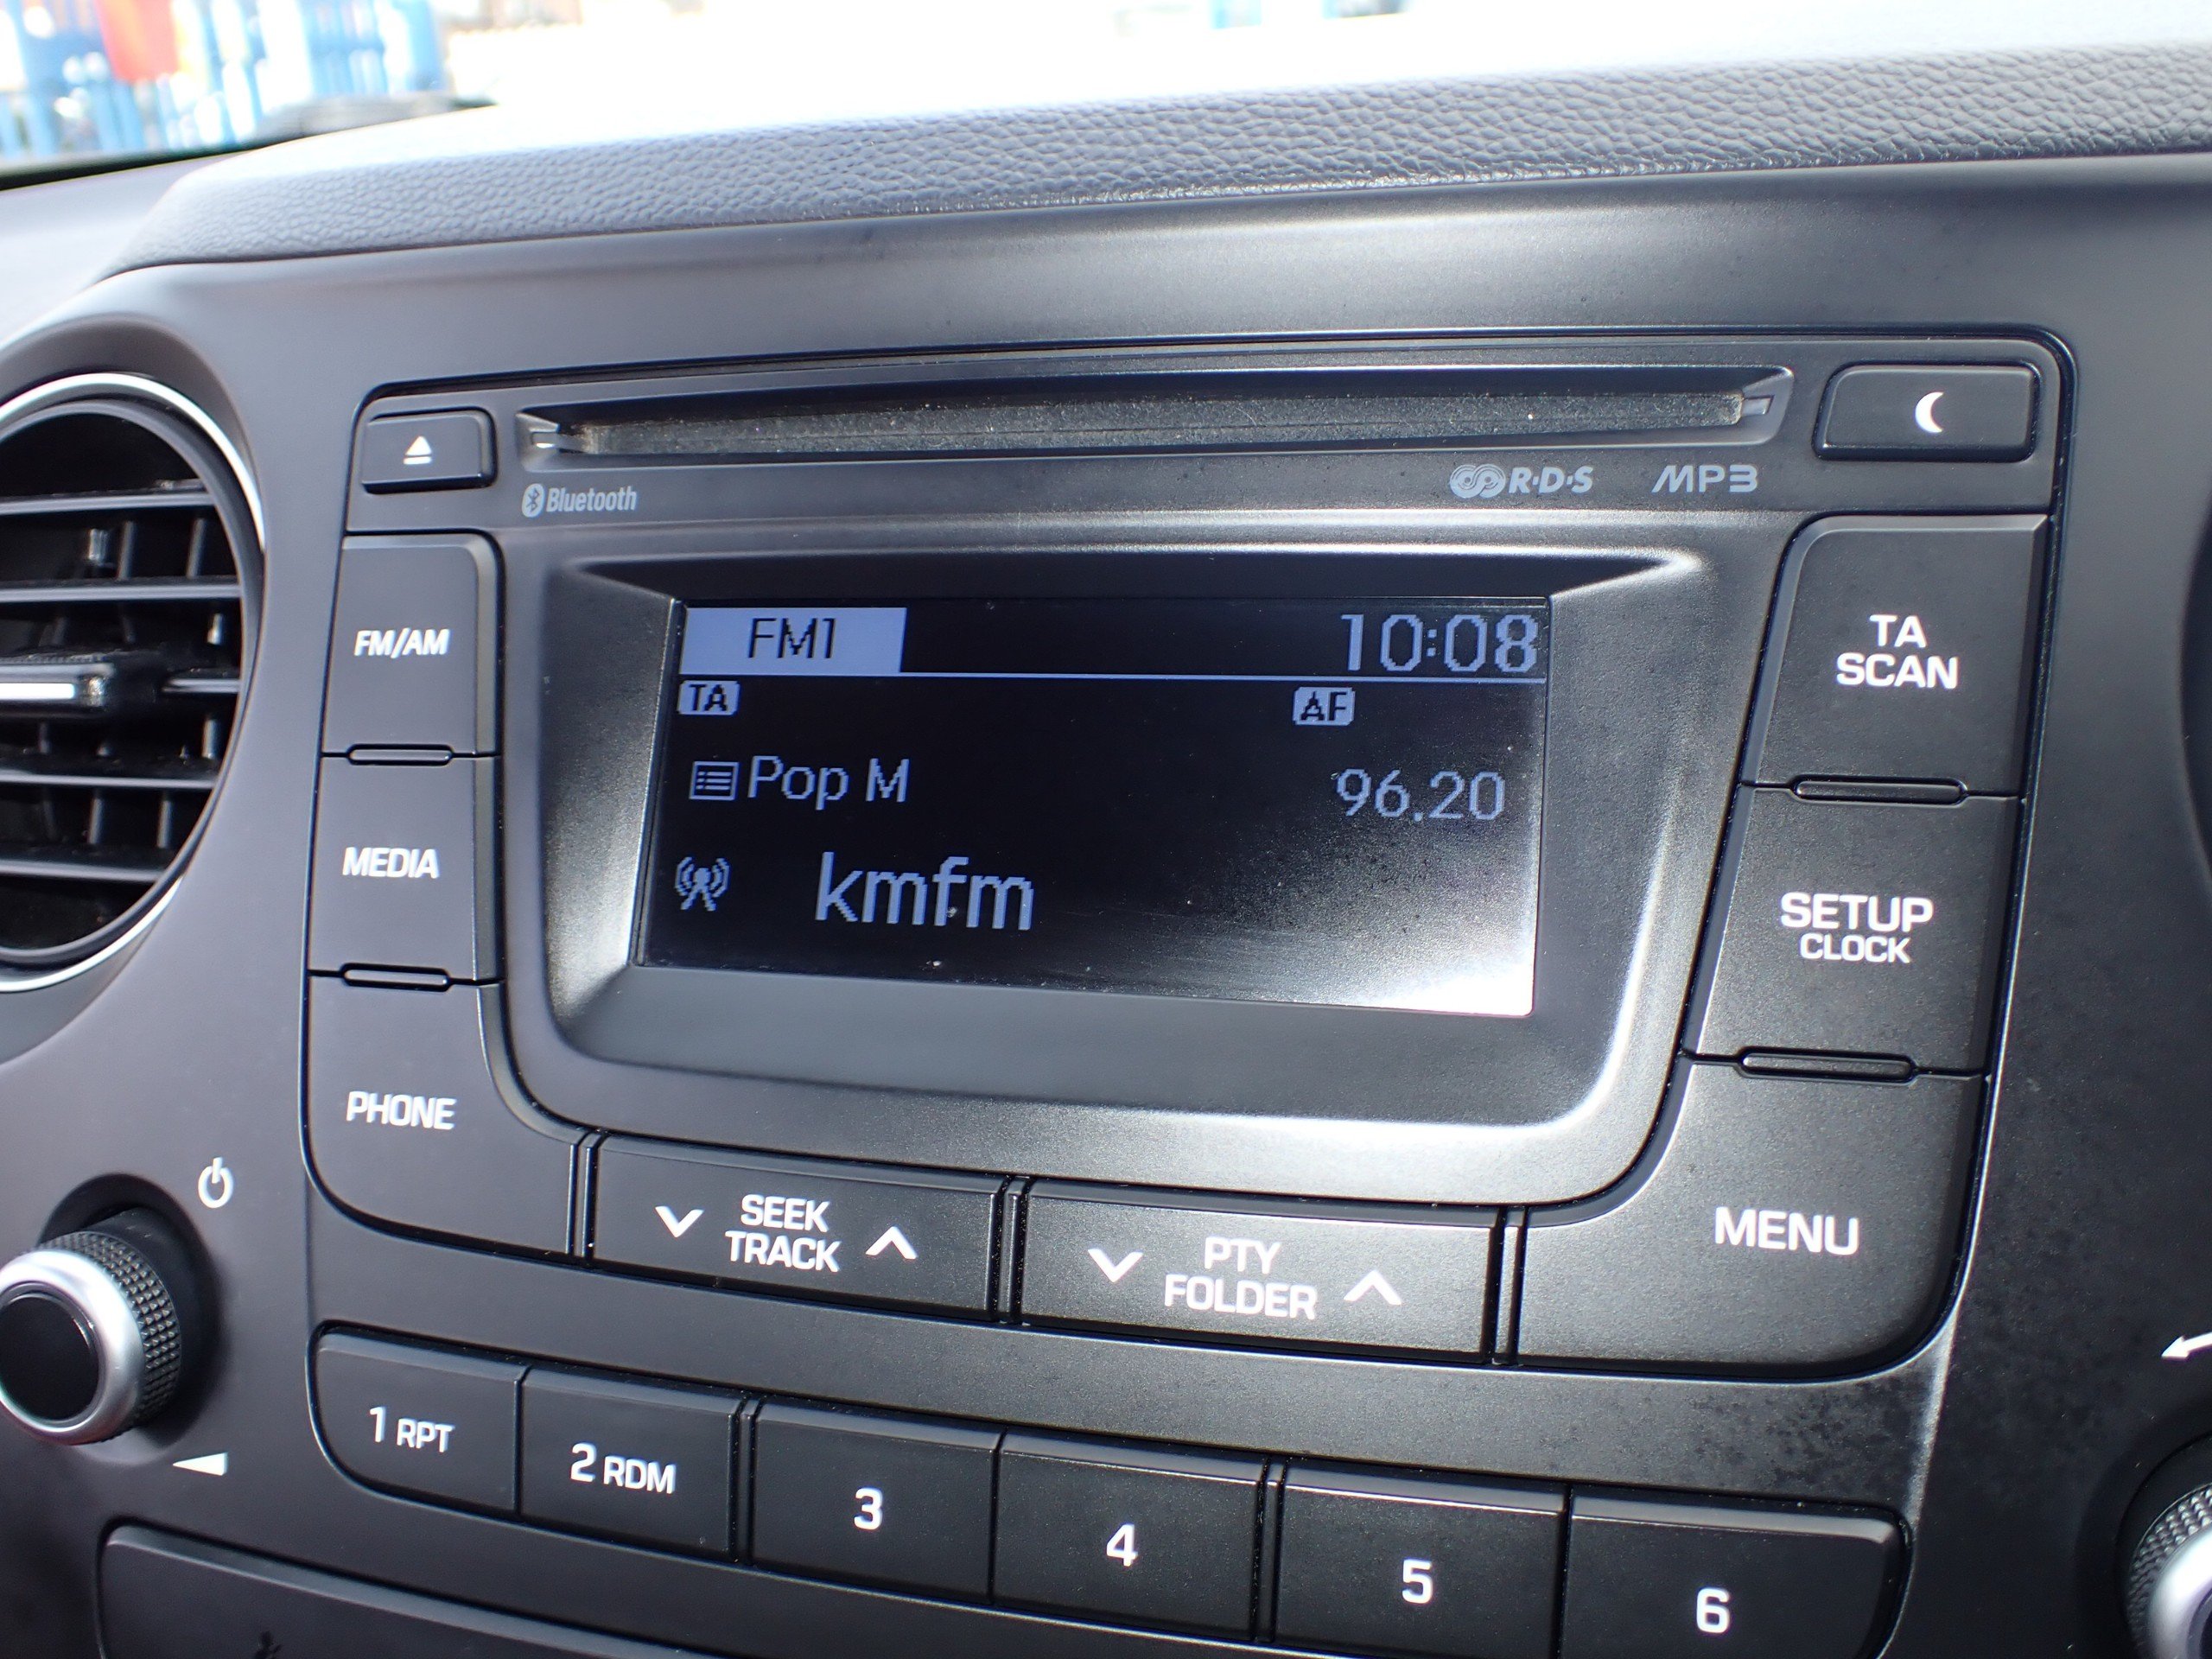 Bluetooth
R·D·S MP3
FM/AM
MEDIA
PHONE
FM1 10:08
TA AF
Pop M 96.20
kmfm
TA
SCAN
SETUP
CLOCK
MENU
SEEK
TRACK
PTY
FOLDER
1 RPT
2 RDM
3
4
5
6